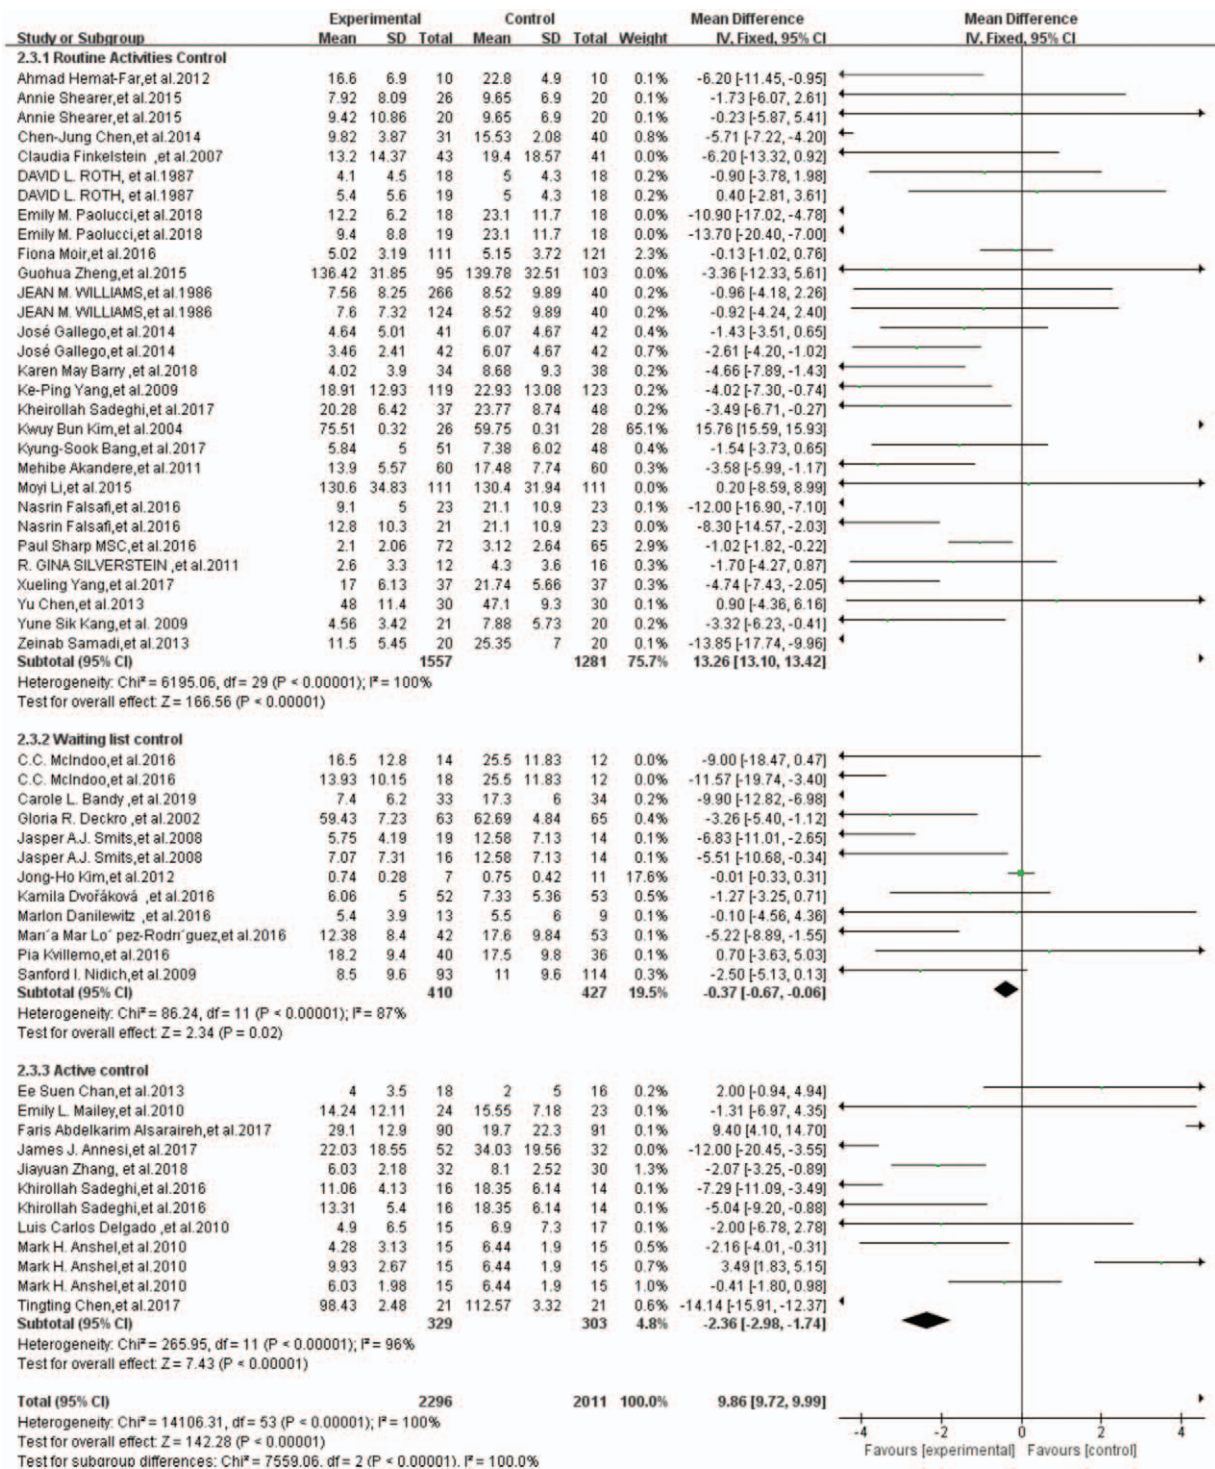 Experimental Control Mean Difference Mean Difference
Study or Subgroup Mean SD Total Mean SD Total Weight IV, Fixed, 95% CI IV, Fixed, 95% CI
2.3.1 Routine Activities Control
Ahmad Hemat-Far,et al.2012 16.6 6.9 10 22.8 4.9 10 0.1% -6.20 [-11.45, -0.95]
Annie Shearer,et al.2015 7.92 8.09 26 9.65 6.9 20 0.1% -1.73 [-6.07, 2.61]
Annie Shearer,et al.2015 9.42 10.86 20 9.65 6.9 20 0.1% -0.23 [-5.87, 5.41]
Chen-Jung Chen,et al.2014 9.82 3.87 31 15.53 2.08 40 0.8% -5.71 [-7.22, -4.20]
Claudia Finkelstein ,et al.2007 13.2 14.37 43 19.4 18.57 41 0.0% -6.20 [-13.32, 0.92]
DAVID L. ROTH, et al.1987 4.1 4.5 18 5 4.3 18 0.1% -0.90 [-3.78, 1.98]
DAVID L. ROTH, et al.1987 5.4 5.6 19 5 4.3 18 0.2% 0.40 [-2.81, 3.61]
Emily M. Paolucci,et al.2018 12.2 6.2 18 23.1 11.7 18 0.0% -10.90 [-17.02, -4.78]
Emily M. Paolucci,et al.2018 9.4 8.8 19 23.1 11.7 18 0.0% -13.70 [-20.40, -7.00]
Fiona Moir,et al.2016 5.02 3.19 111 5.15 3.72 121 2.3% -0.13 [-1.02, 0.76]
Guohua Zheng,et al.2015 136.42 31.85 95 139.78 32.51 103 0.0% -3.36 [-12.33, 5.61]
JEAN M. WILLIAMS,et al.1986 7.56 8.25 266 8.52 9.89 40 0.2% -0.96 [-4.18, 2.26]
JEAN M. WILLIAMS,et al.1986 7.6 7.32 124 8.52 9.89 40 0.2% -0.92 [-4.24, 2.40]
José Gallego,et al.2014 4.64 5.01 41 6.07 4.67 42 0.4% -1.43 [-3.51, 0.65]
José Gallego,et al.2014 3.46 2.41 42 6.07 4.67 42 0.7% -2.61 [-4.20, -1.02]
Karen May Barry ,et al.2018 4.02 3.9 34 8.68 9.3 38 0.2% -4.66 [-7.89, -1.43]
Ke-Ping Yang,et al.2009 18.91 12.93 119 22.93 13.08 123 0.2% -4.02 [-7.30, -0.74]
Kheirollah Sadeghi,et al.2017 20.28 6.42 37 23.77 8.74 48 0.2% -3.49 [-6.71, -0.27]
Kwuy Bun Kim,et al.2004 75.51 0.32 26 59.75 0.31 28 65.1% 15.76 [15.59, 15.93]
Kyung-Sook Bang,et al.2017 5.84 5 51 7.38 6.02 48 0.4% -1.54 [-3.73, 0.65]
Mehibe Akandere,et al.2011 13.9 5.57 60 17.48 7.74 60 0.3% -3.58 [-5.99, -1.17]
Moyi Li,et al.2015 130.6 34.83 111 130.4 31.94 111 0.0% 0.20 [-8.59, 8.99]
Nasrin Falsafi,et al.2016 9.1 5 23 21.1 10.9 23 0.1% -12.00 [-16.90, -7.10]
Nasrin Falsafi,et al.2016 12.8 10.3 21 21.1 10.9 23 0.0% -8.30 [-14.57, -2.03]
Paul Sharp MSC,et al.2016 2.1 2.06 72 3.12 2.64 65 2.9% -1.02 [-1.82, -0.22]
R. GINA SILVERSTEIN ,et al.2011 2.6 3.3 12 4.3 3.6 16 0.3% -1.70 [-4.27, 0.87]
Xueling Yang,et al.2017 17 6.13 37 21.74 5.66 37 0.3% -4.74 [-7.43, -2.05]
Yu Chen,et al.2013 48 11.4 30 47.1 9.3 30 0.1% 0.90 [-4.36, 6.16]
Yune Sik Kang,et al. 2009 4.56 3.42 21 7.88 5.73 20 0.2% -3.32 [-6.23, -0.41]
Zeinab Samadi,et al.2013 11.5 5.45 20 25.35 7 20 0.1% -13.85 [-17.74, -9.96]
Subtotal (95% CI) 1557 1281 75.7% 13.26 [13.10, 13.42]
Heterogeneity: Chi² = 6195.06, df = 29 (P < 0.00001); I² = 100%
Test for overall effect: Z = 166.56 (P < 0.00001)
2.3.2 Waiting list control
C.C. McIndoo,et al.2016 16.5 12.8 14 25.5 11.83 12 0.0% -9.00 [-18.47, 0.47]
C.C. McIndoo,et al.2016 13.93 10.15 18 25.5 11.83 12 0.0% -11.57 [-19.74, -3.40]
Carole L. Bandy ,et al.2019 7.4 6.2 33 17.3 6 34 0.2% -9.90 [-12.82, -6.98]
Gloria R. Deckro ,et al.2002 59.43 7.23 63 62.69 4.84 65 0.4% -3.26 [-5.40, -1.12]
Jasper A.J. Smits,et al.2008 5.75 4.19 19 12.58 7.13 14 0.1% -6.83 [-11.01, -2.65]
Jasper A.J. Smits,et al.2008 7.07 7.31 16 12.58 7.13 14 0.1% -5.51 [-10.68, -0.34]
Jong-Ho Kim,et al.2012 0.74 0.28 7 0.75 0.42 11 17.6% -0.01 [-0.33, 0.31]
Kamila Dvořáková ,et al.2016 6.06 5 52 7.33 5.36 53 0.5% -1.27 [-3.25, 0.71]
Marlon Danilewitz ,et al.2016 5.4 3.9 13 5.5 6 9 0.1% -0.10 [-4.56, 4.36]
Marı´a Mar Lo´ pez-Rodrı´guez,et al.2016 12.38 8.4 42 17.6 9.84 53 0.1% -5.22 [-8.89, -1.55]
Pia Kvillemo,et al.2016 18.2 9.4 40 17.5 9.8 36 0.1% 0.70 [-3.63, 5.03]
Sanford I. Nidich,et al.2009 8.5 9.6 93 11 9.6 114 0.3% -2.50 [-5.13, 0.13]
Subtotal (95% CI) 410 427 19.5% -0.37 [-0.67, -0.06]
Heterogeneity: Chi² = 86.24, df = 11 (P < 0.00001); I² = 87%
Test for overall effect: Z = 2.34 (P = 0.02)
2.3.3 Active control
Ee Suen Chan,et al.2013 4 3.5 18 2 5 16 0.2% 2.00 [-0.94, 4.94]
Emily L. Mailey,et al.2010 14.24 12.11 24 15.55 7.18 23 0.1% -1.31 [-6.97, 4.35]
Faris Abdelkarim Alsaraireh,et al.2017 29.1 12.9 90 19.7 22.3 91 0.1% 9.40 [4.10, 14.70]
James J. Annesi,et al.2017 22.03 18.55 52 34.03 19.56 32 0.0% -12.00 [-20.45, -3.55]
Jiayuan Zhang, et al.2018 6.03 2.18 32 8.1 2.52 30 1.3% -2.07 [-3.25, -0.89]
Khirollah Sadeghi,et al.2016 11.06 4.13 16 18.35 6.14 14 0.1% -7.29 [-11.09, -3.49]
Khirollah Sadeghi,et al.2016 13.31 5.4 16 18.35 6.14 14 0.1% -5.04 [-9.20, -0.88]
Luis Carlos Delgado ,et al.2010 4.9 6.5 15 6.9 7.3 17 0.1% -2.00 [-6.78, 2.78]
Mark H. Anshel,et al.2010 4.28 3.13 15 6.44 1.9 15 0.5% -2.16 [-4.01, -0.31]
Mark H. Anshel,et al.2010 9.93 2.67 15 6.44 1.9 15 0.7% 3.49 [1.83, 5.15]
Mark H. Anshel,et al.2010 6.03 1.98 15 6.44 1.9 15 1.0% -0.41 [-1.80, 0.98]
Tingting Chen,et al.2017 98.43 2.48 21 112.57 3.32 21 0.6% -14.14 [-15.91, -12.37]
Subtotal (95% CI) 329 303 4.8% -2.36 [-2.98, -1.74]
Heterogeneity: Chi² = 265.95, df = 11 (P < 0.00001); I² = 96%
Test for overall effect: Z = 7.43 (P < 0.00001)
Total (95% CI) 2296 2011 100.0% 9.86 [9.72, 9.99]
Heterogeneity: Chi² = 14106.31, df = 53 (P < 0.00001); I² = 100%
Test for overall effect: Z = 142.28 (P < 0.00001)
Test for subgroup differences: Chi² = 7559.06, df = 2 (P < 0.00001), I² = 100.0%
-4 -2 0 2 4
Favours [experimental] Favours [control]